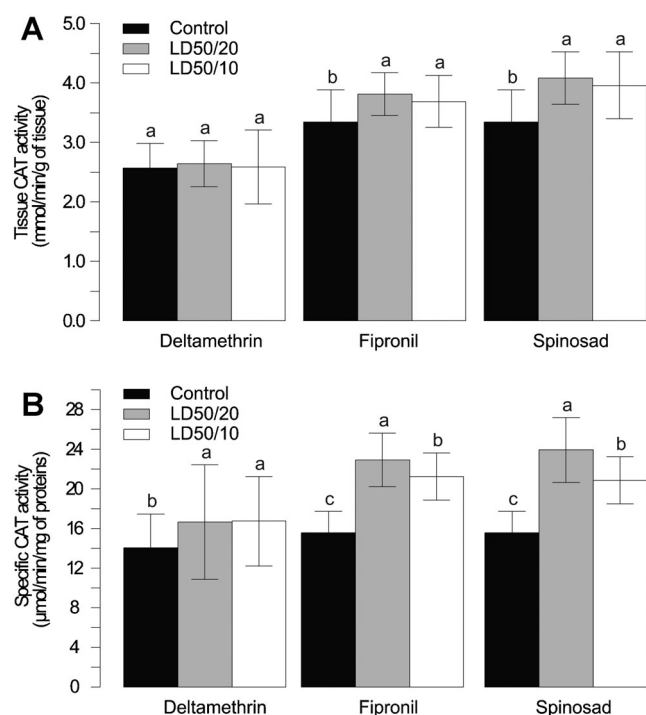 A
Tissue CAT activity
(mmol/min/g of tissue)
5.0
4.0
3.0
2.0
1.0
0.0
Control
LD50/20
LD50/10
a a a
b a a
b a a
Deltamethrin Fipronil Spinosad
B
Specific CAT activity
(µmol/min/mg of proteins)
28
24
20
16
12
8
4
0
Control
LD50/20
LD50/10
b a a
c a b
c a b
Deltamethrin Fipronil Spinosad